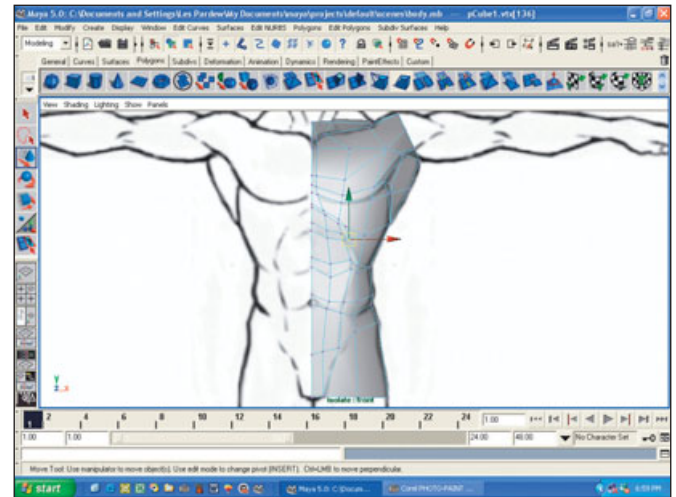 Maya 5.0: C:\Documents and Settings\Les Pardew\My Documents\maya\projects\default\scenes\body.mb --- pCube1.vtx[136]
File Edit Modify Create Display Window Edit Curves Surfaces Edit NURBS Polygons Edit Polygons Subdiv Surfaces Help
Modeling
General Curves Surfaces Polygons Subdivs Deformation Animation Dynamics Rendering PaintEffects Custom
View Shading Lighting Show Panels
Y
Z X
Isolate : front
2 4 6 8 10 12 14 16 18 20 22 24 1.00
1
1.00 1.00 24.00 48.00 No Character Set
Move Tool: Use manipulator to move object(s). Use edit mode to change pivot (INSERT). Ctrl+LMB to move perpendicular.
start Maya 5.0: C:\Docum... Corel PHOTO-PAINT ... 6:59 PM